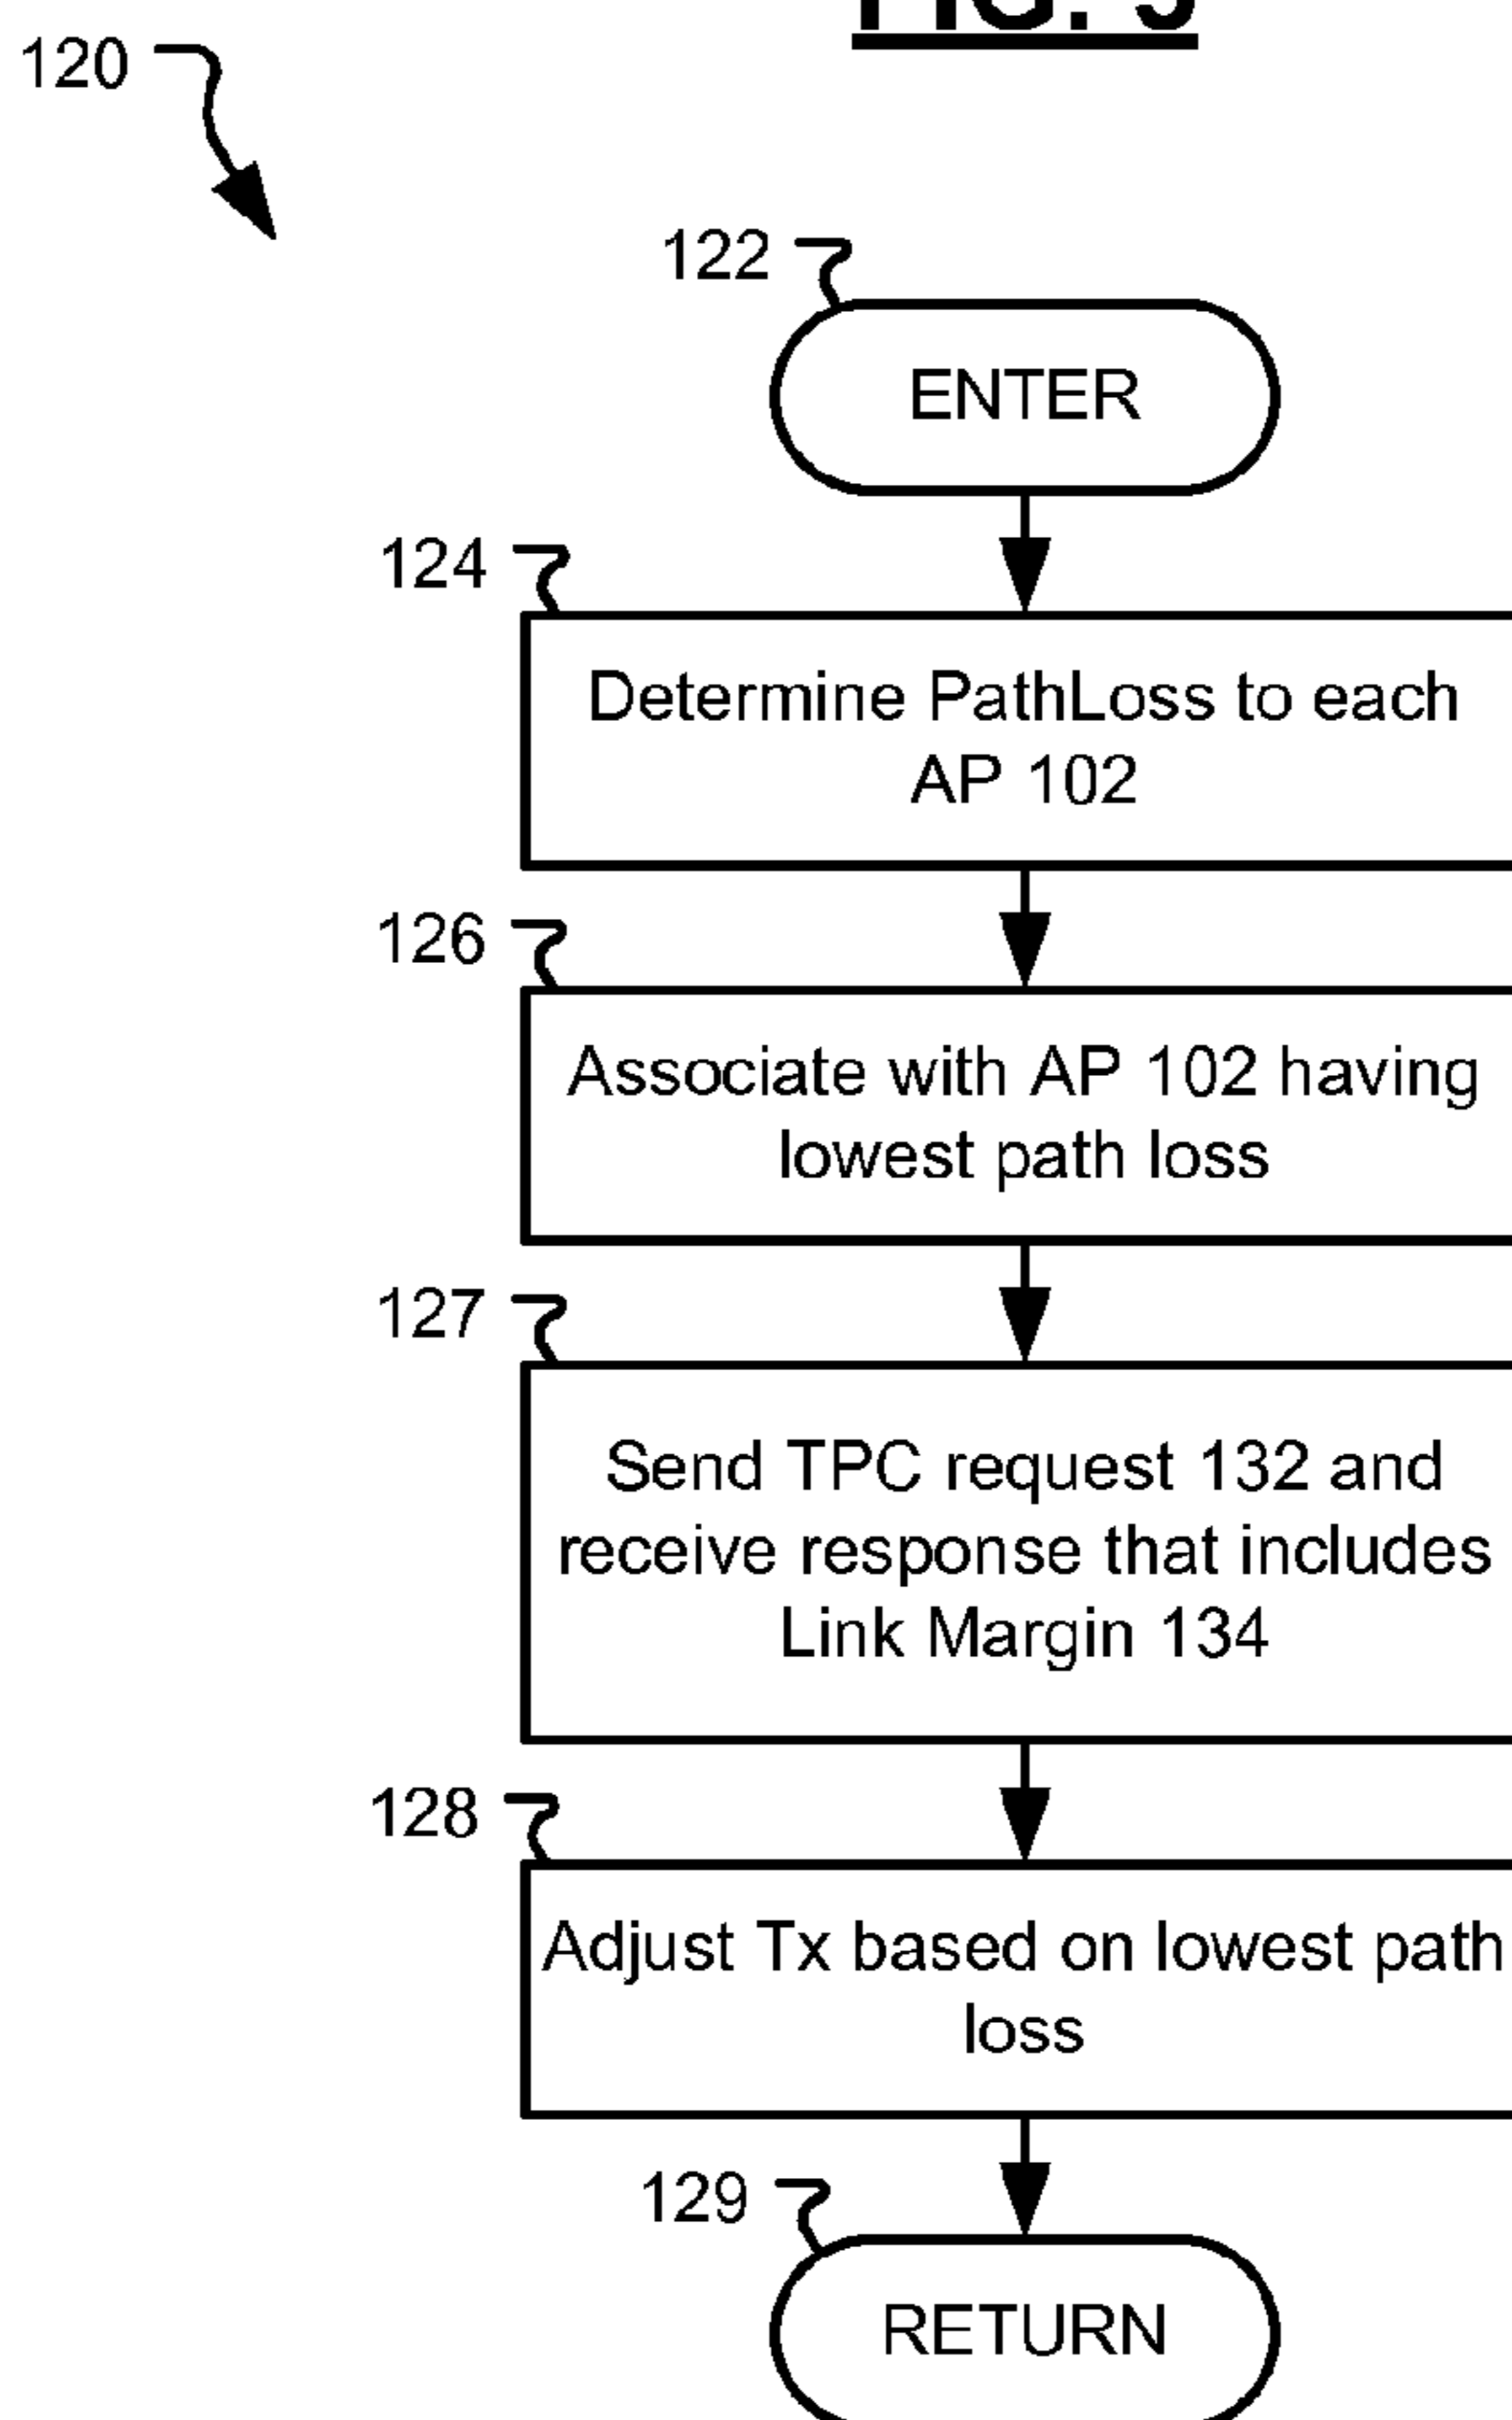 120
122
ENTER
124
Determine PathLoss to each
AP 102
126
Associate with AP 102 having
lowest path loss
127
Send TPC request 132 and
receive response that includes
Link Margin 134
128
Adjust Tx based on lowest path
loss
129
RETURN